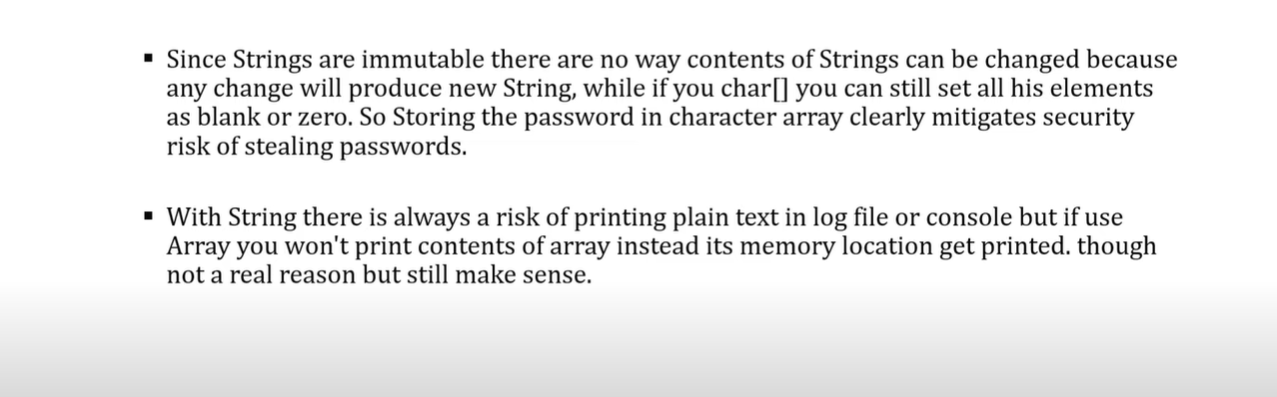 ▪ Since Strings are immutable there are no way contents of Strings can be changed because
any change will produce new String, while if you char[] you can still set all his elements
as blank or zero. So Storing the password in character array clearly mitigates security
risk of stealing passwords.
▪ With String there is always a risk of printing plain text in log file or console but if use
Array you won't print contents of array instead its memory location get printed. though
not a real reason but still make sense.